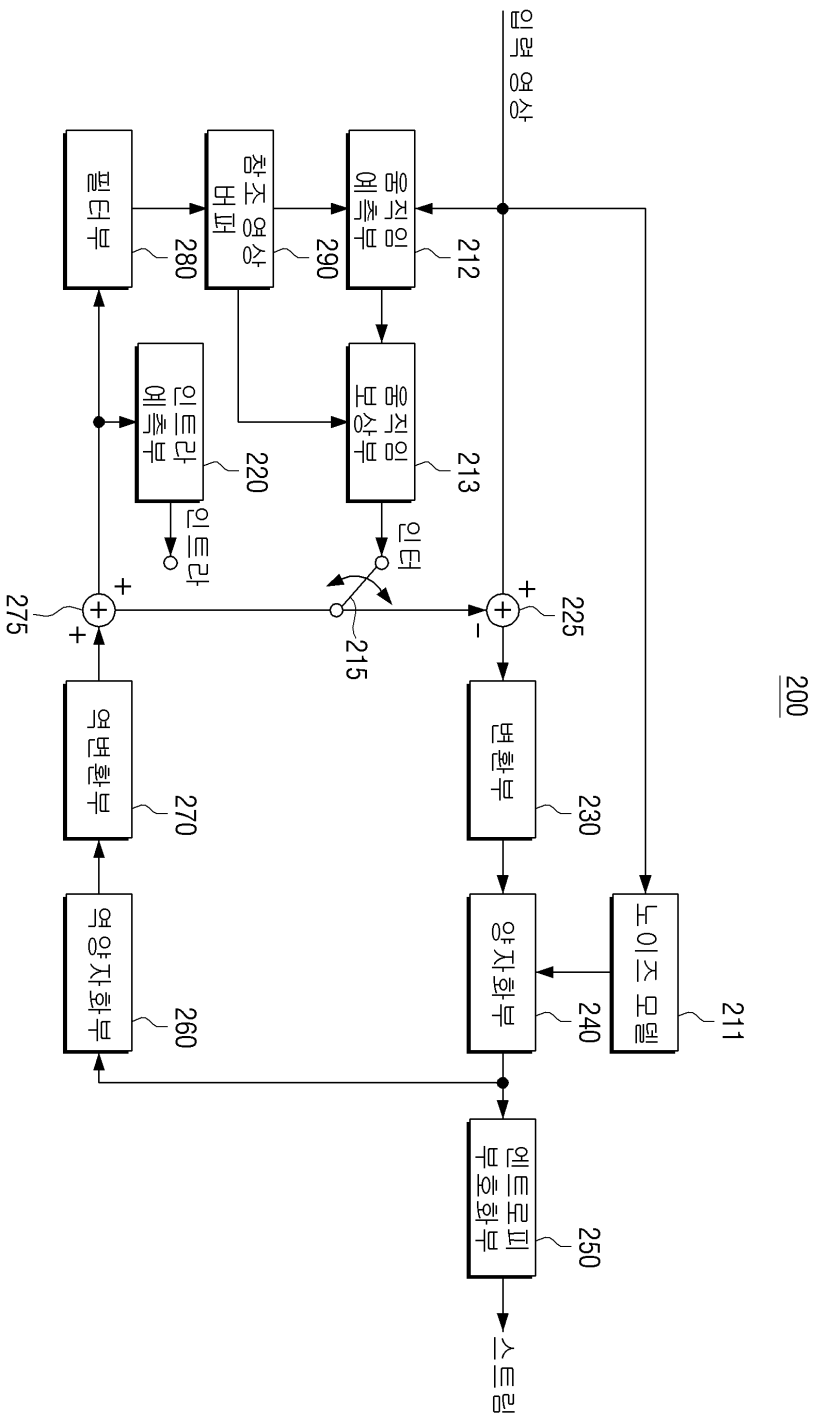 200
입력 영상
노이즈 모델
211
+
225
-
변환부
230
양자화부
240
엔트로피
부호화부
250
스트림
움직임
예측부
212
움직임
보상부
213
인터
215
참조 영상
버퍼
290
인트라
예측부
220
인트라
필터부
280
+
+
275
역변환부
270
역양자화부
260